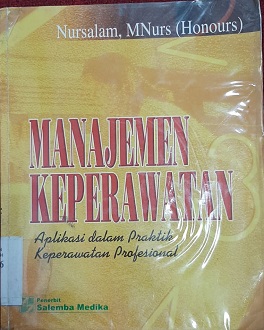 Nursalam, MNurs (Honours)
MANAJEMEN
KEPERAWATAN
Aplikasi dalam Praktik
Keperawatan Profesional
Penerbit
Salemba Medika